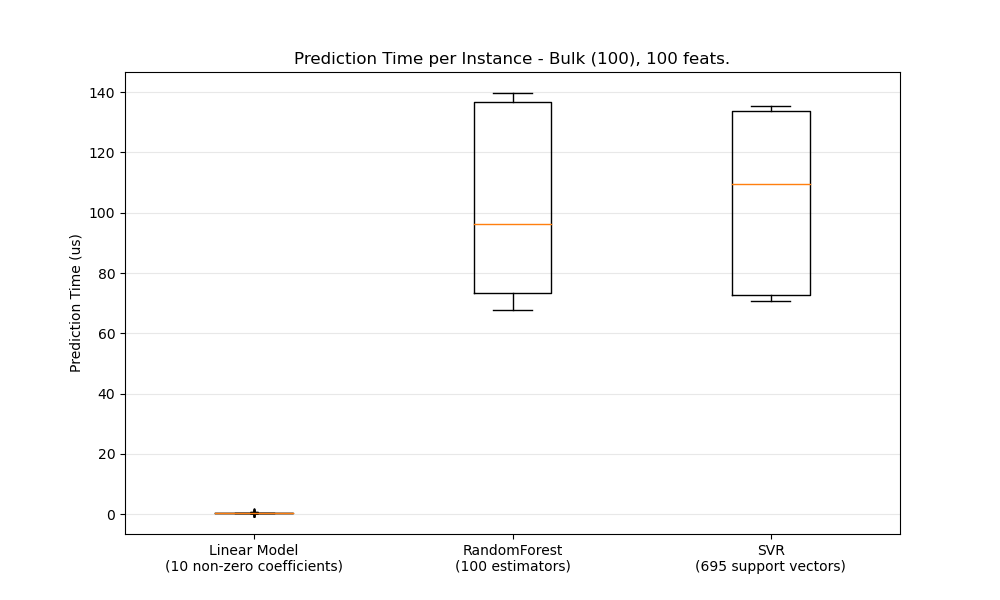 Prediction Time per Instance - Bulk (100), 100 feats.
Prediction Time (us)
140
120
100
80
60
40
20
0
Linear Model
(10 non-zero coefficients)
RandomForest
(100 estimators)
SVR
(695 support vectors)